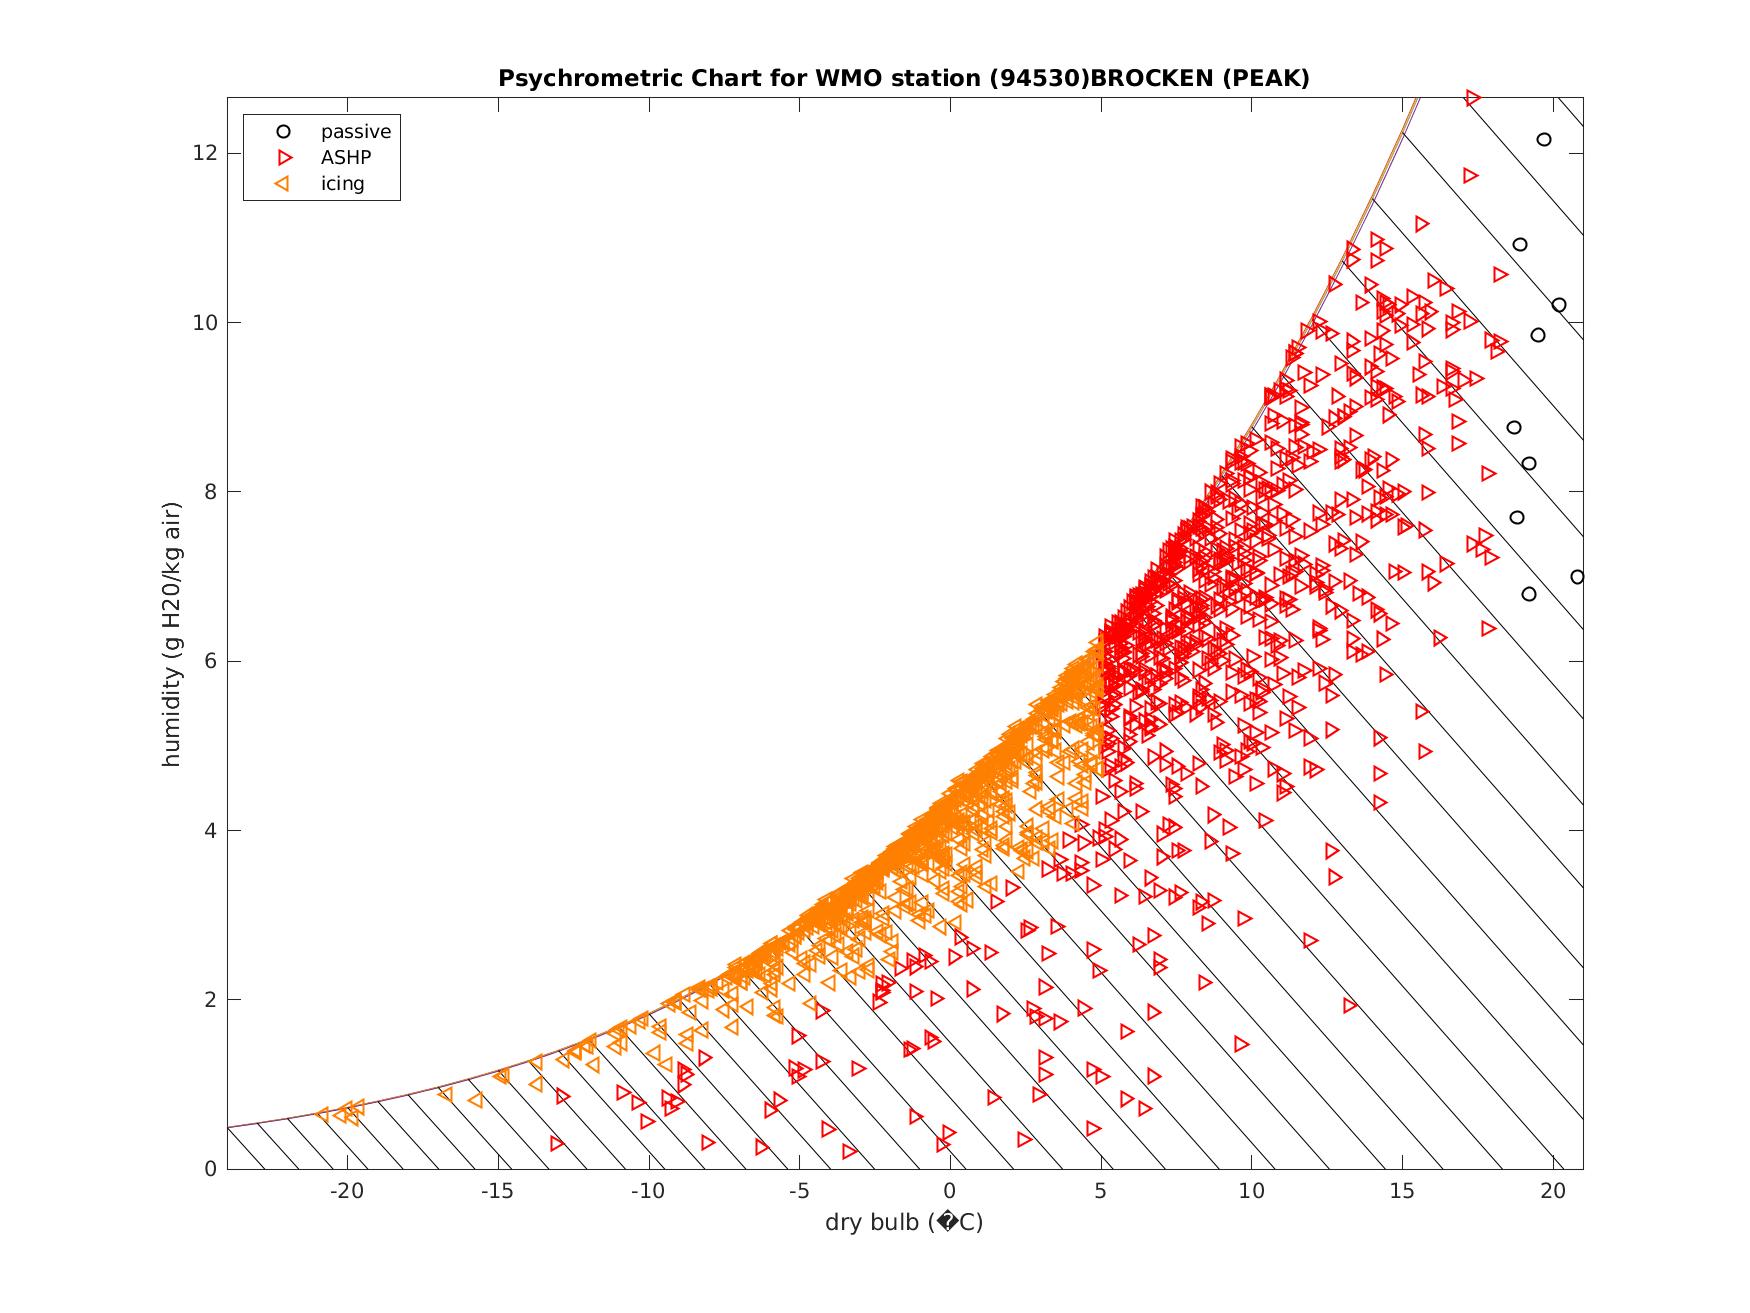 Psychrometric Chart for WMO station (94530)BROCKEN (PEAK)
passive
ASHP
icing
humidity (g H20/kg air)
12
10
8
6
4
2
0
-20 -15 -10 -5 0 5 10 15 20
dry bulb (�C)